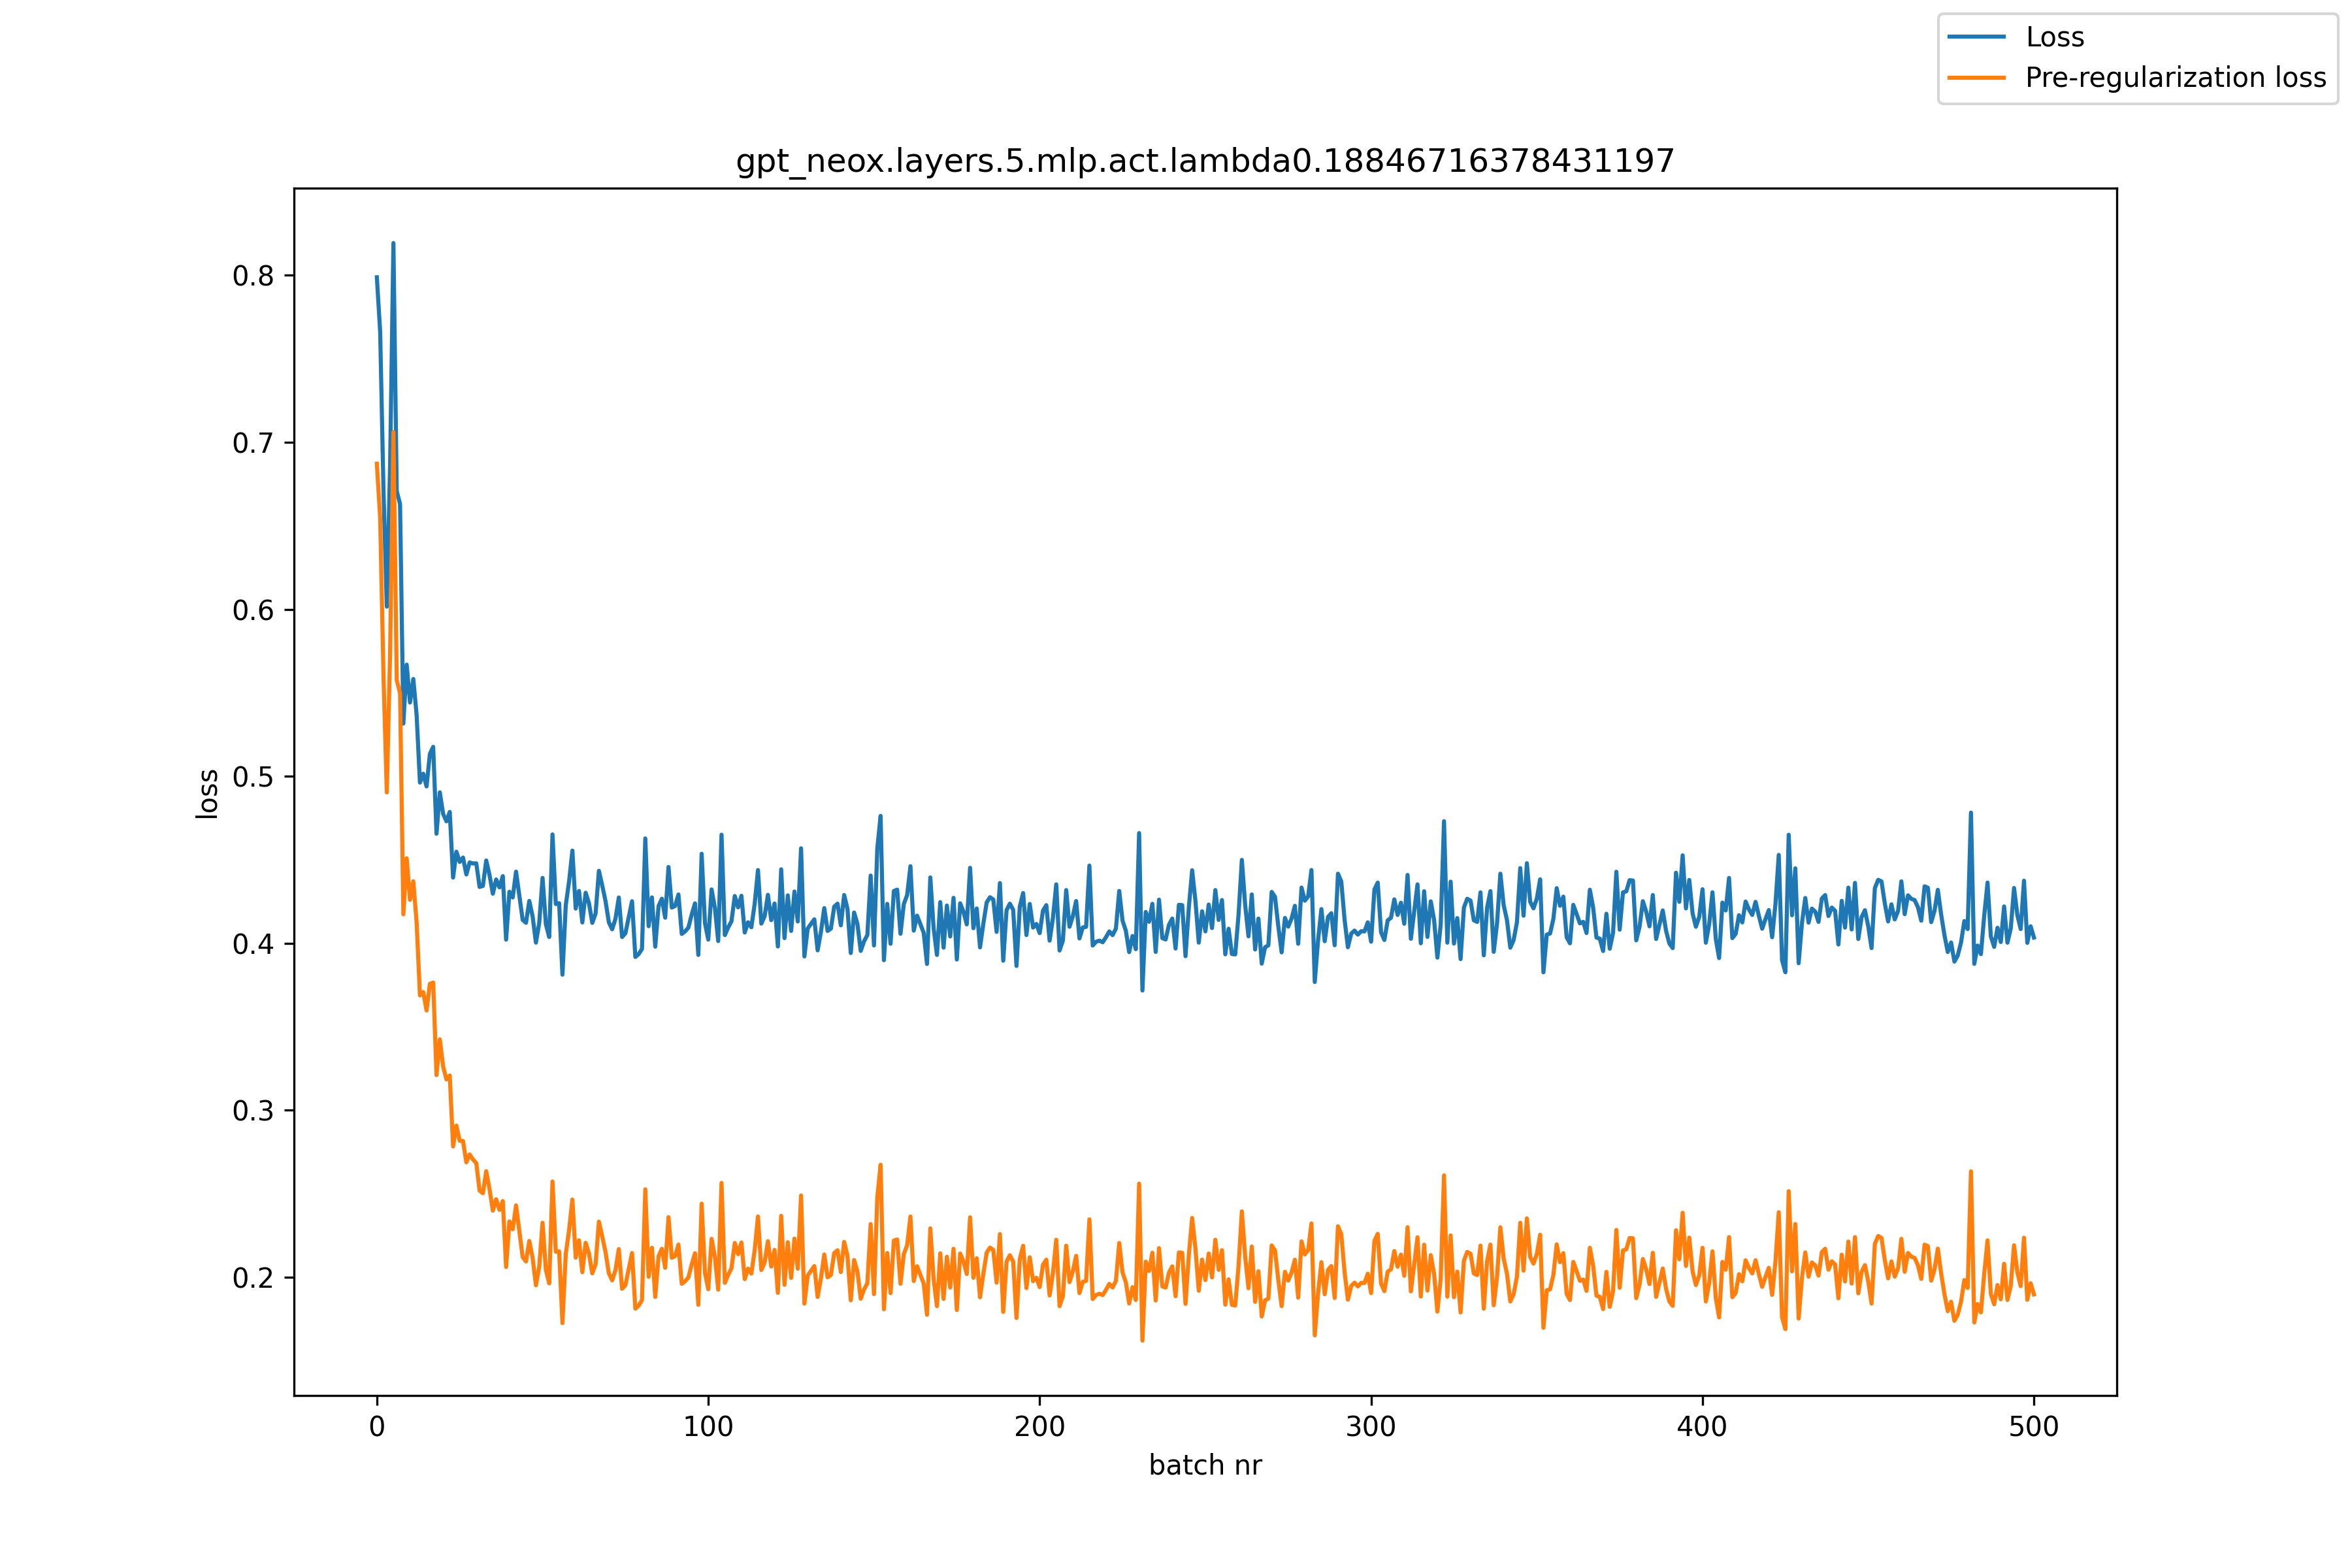 Loss
Pre-regularization loss
gpt_neox.layers.5.mlp.act.lambda0.18846716378431197
0.8
0.7
0.6
0.5
0.4
0.3
0.2
loss
0 100 200 300 400 500
batch nr